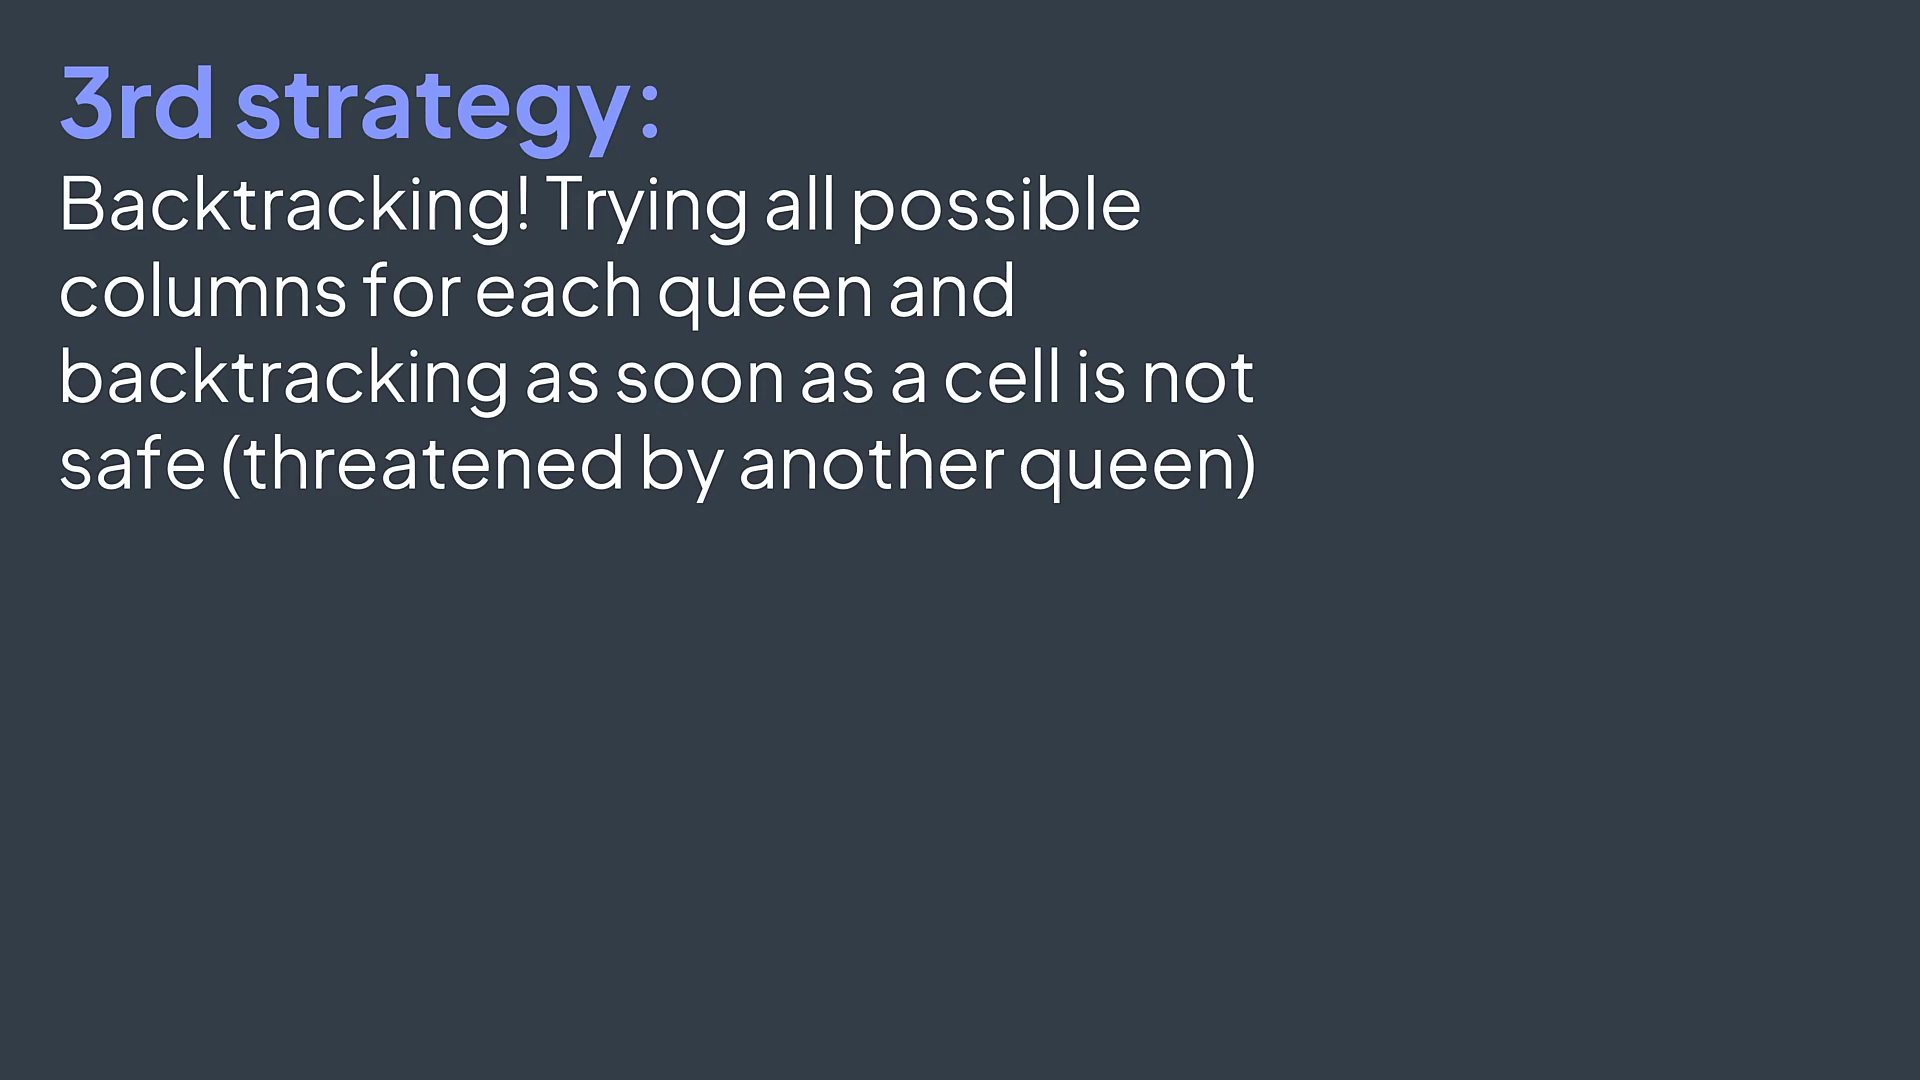 3rd strategy:
Backtracking! Trying all possible
columns for each queen and
backtracking as soon as a cell is not
safe (threatened by another queen)